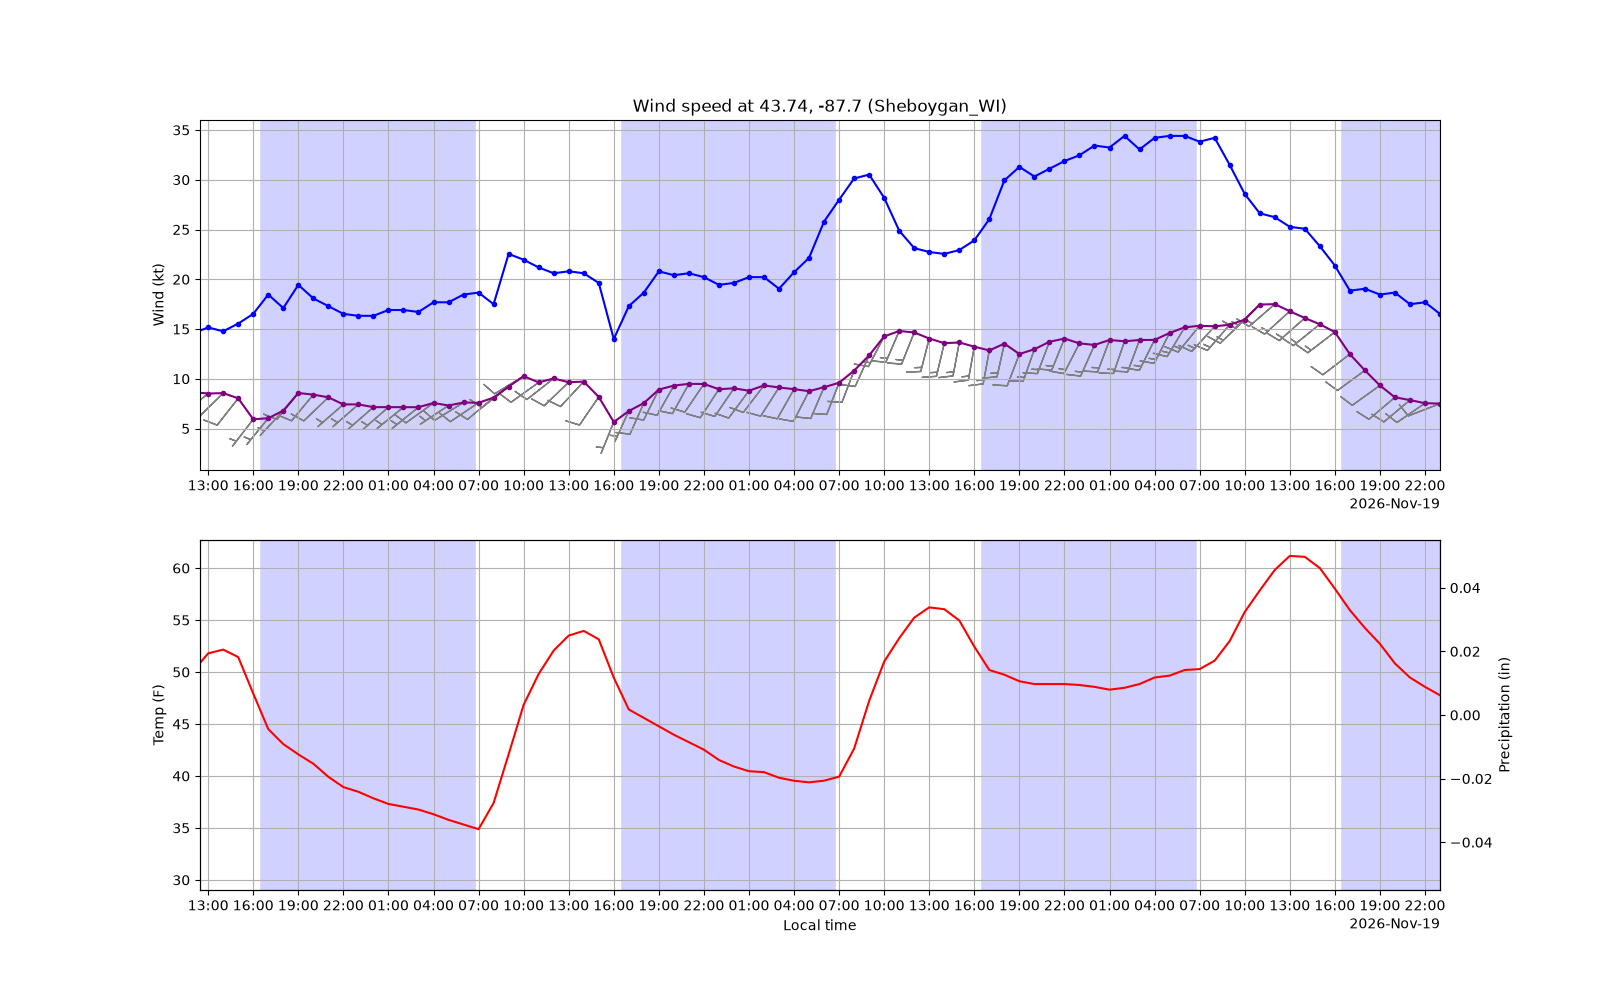 Wind speed at 43.74, -87.7 (Sheboygan_WI)
Wind (kt)
35
30
25
20
15
10
5
13:00 16:00 19:00 22:00 01:00 04:00 07:00 10:00 13:00 16:00 19:00 22:00 01:00 04:00 07:00 10:00 13:00 16:00 19:00 22:00 01:00 04:00 07:00 10:00 13:00 16:00 19:00 22:00
2026-Nov-19
Temp (F)
60
55
50
45
40
35
30
0.04
0.02
0.00
−0.02
−0.04
Precipitation (in)
13:00 16:00 19:00 22:00 01:00 04:00 07:00 10:00 13:00 16:00 19:00 22:00 01:00 04:00 07:00 10:00 13:00 16:00 19:00 22:00 01:00 04:00 07:00 10:00 13:00 16:00 19:00 22:00
Local time
2026-Nov-19